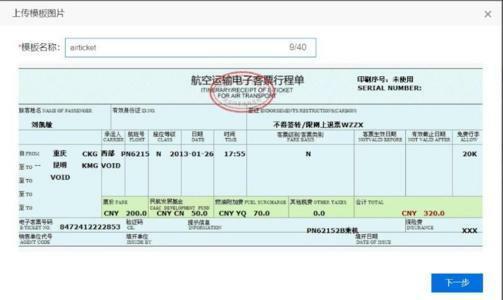 上传模板图片
×
*模板名称: airticket 9/40
航空运输电子客票行程单
ITINERARY/RECEIPT OF E-TICKET
FOR AIR TRANSPORT
印刷序号:未使用
SERIAL NUMBER:
旅客姓名 NAME OF PASSENGER 有效身份证件 ID.NO. 签注 ENDORSEMENTS/RESTRICTIONS(CARBON)
不得签转/限刚上退票WZZX
承运人 航班号 座位等级 日期 时间 客票级别/客票类别 客票生效日期 有效截止日期 免费行李
CARRIER FLIGHT CLASS DATE TIME FARE BASIS NOT VALID BEFORE NOT VALID AFTER ALLOW
自 FROM 重庆 CKG 西部 PN6215 N 2013-01-26 17:55 N 20K
至 TO 昆明 KMG VOID
至 TO VOID
至 TO
至 TO
票价 FARE 民航发展基金 燃油附加费 FUEL SURCHARGE 其他税费 OTHER TAXES 合计 TOTAL
CAAC DEVELOPMENT FUND
CNY 200.0 CNY CN 50.0 CNY YQ 70.0 CNY 0.0 CNY 320.0
电子客票号码 验证码 提示信息 保险费
E-TICKET NO. 8472412222853 CK. INFORMATION PN62152B乘机 INSURANCE XXX
销售单位代号 填开单位 填开日期
AGENT CODE ISSUED BY DATE OF ISSUE
下一步